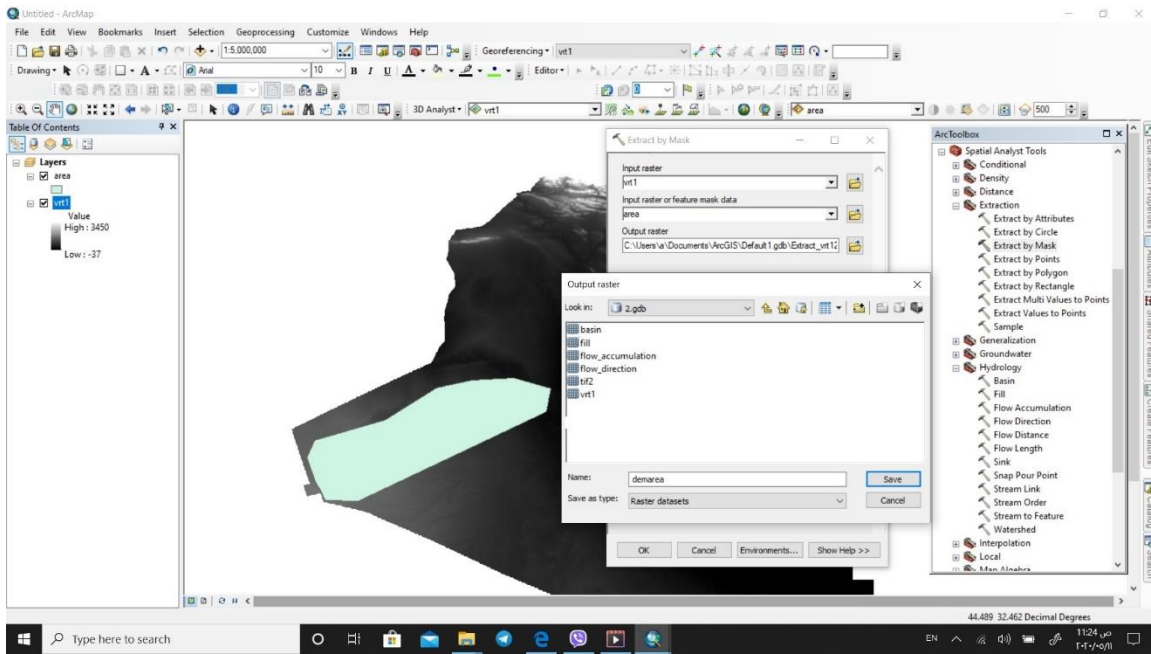 Untitled - ArcMap
File Edit View Bookmarks Insert Selection Geoprocessing Customize Windows Help
1:5,000,000
Georeferencing
vrt1
Drawing
Arial
10
B I U A
Editor
3D Analyst
vrt1
area
500
Table Of Contents
Layers
area
vrt1
Value
High : 3450
Low : -37
Extract by Mask
Input raster
vrt1
Input raster or feature mask data
area
Output raster
C:\Users\a\Documents\ArcGIS\Default1.gdb\Extract_vrt12
OK Cancel Environments... Show Help >>
Output raster
Look in: 2.gdb
basin
fill
flow_accumulation
flow_direction
tif2
vrt1
Name: demarea Save
Save as type: Raster datasets Cancel
ArcToolbox
Spatial Analyst Tools
Conditional
Density
Distance
Extraction
Extract by Attributes
Extract by Circle
Extract by Mask
Extract by Points
Extract by Polygon
Extract by Rectangle
Extract Multi Values to Points
Extract Values to Points
Sample
Generalization
Groundwater
Hydrology
Basin
Fill
Flow Accumulation
Flow Direction
Flow Distance
Flow Length
Sink
Snap Pour Point
Stream Link
Stream Order
Stream to Feature
Watershed
Interpolation
Local
Map Algebra
44.489 32.462 Decimal Degrees
Type here to search
EN
11:24 ص
٢٠٢٠/٠٥/١١